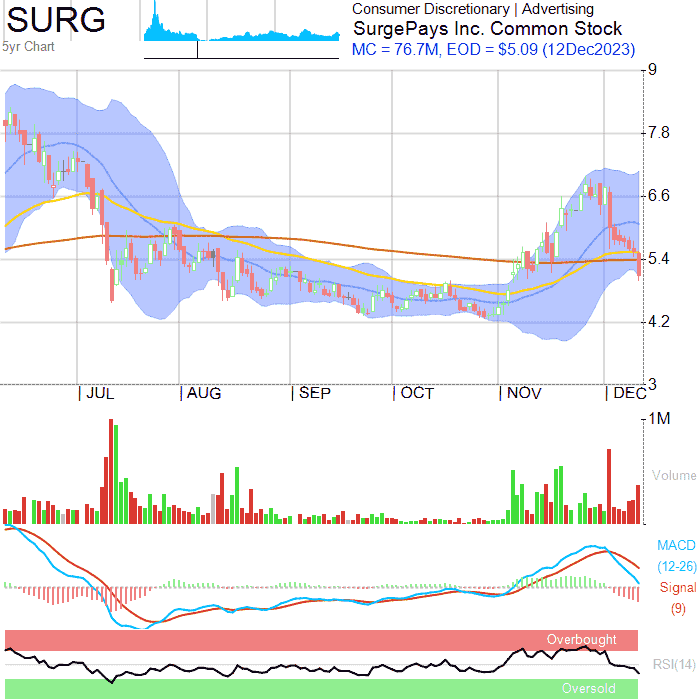 SURG
5yr Chart
Consumer Discretionary | Advertising
SurgePays Inc. Common Stock
MC = 76.7M, EOD = $5.09 (12Dec2023)
9
7.8
6.6
5.4
4.2
3
JUL AUG SEP OCT NOV DEC
1M
Volume
MACD
(12-26)
Signal
(9)
Overbought
RSI(14)
Oversold